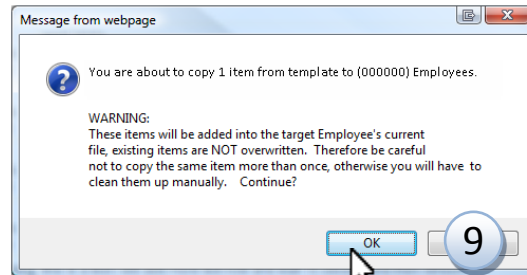 Message from webpage
You are about to copy 1 item from template to (000000) Employees.
WARNING:
These items will be added into the target Employee's current
file, existing items are NOT overwritten. Therefore be careful
not to copy the same item more than once, otherwise you will have to
clean them up manually. Continue?
OK
9